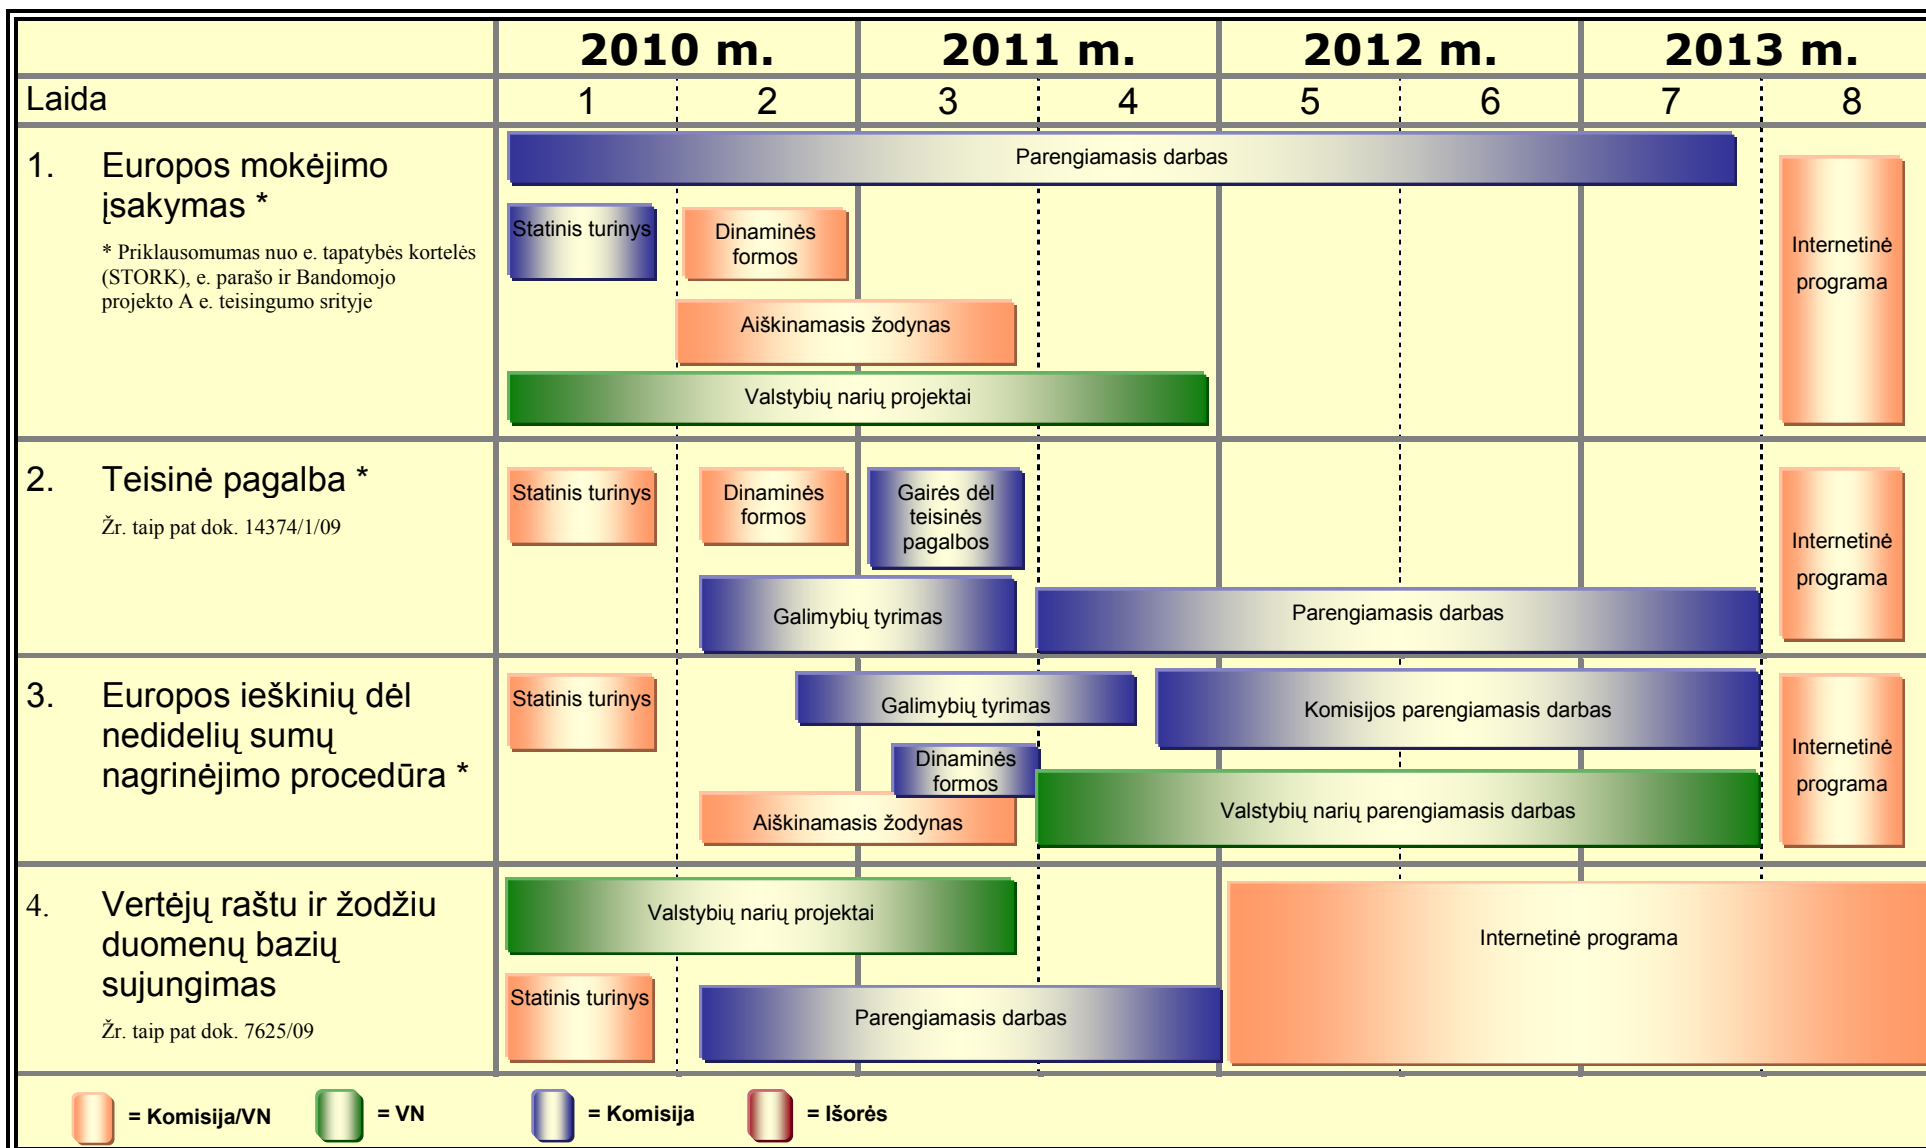 2010 m. 2011 m. 2012 m. 2013 m.
Laida 1 2 3 4 5 6 7 8
1. Europos mokėjimo
įsakymas *
* Priklausomumas nuo e. tapatybės kortelės
(STORK), e. parašo ir Bandomojo
projekto A e. teisingumo srityje
Parengiamasis darbas
Statinis turinys
Dinaminės
formos
Aiškinamasis žodynas
Valstybių narių projektai
Internetinė
programa
2. Teisinė pagalba *
Žr. taip pat dok. 14374/1/09
Statinis turinys
Dinaminės
formos
Gairės dėl
teisinės
pagalbos
Galimybių tyrimas
Parengiamasis darbas
Internetinė
programa
3. Europos ieškinių dėl
nedidelių sumų
nagrinėjimo procedūra *
Statinis turinys
Galimybių tyrimas
Komisijos parengiamasis darbas
Dinaminės
formos
Aiškinamasis žodynas
Valstybių narių parengiamasis darbas
Internetinė
programa
4. Vertėjų raštu ir žodžiu
duomenų bazių
sujungimas
Žr. taip pat dok. 7625/09
Valstybių narių projektai
Statinis turinys
Parengiamasis darbas
Internetinė programa
= Komisija/VN = VN = Komisija = Išorės